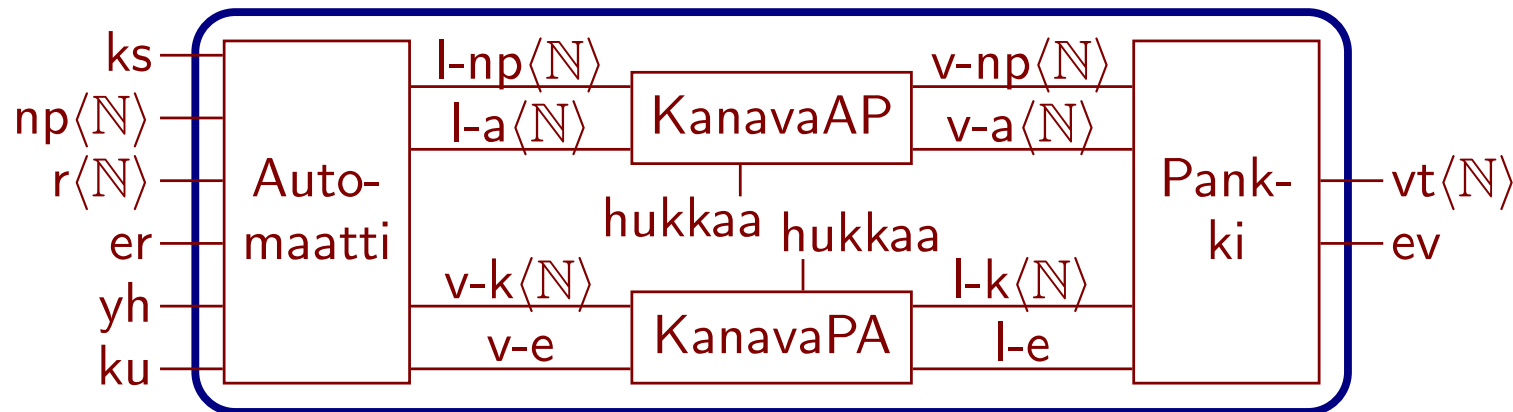 ks
np⟨ℕ⟩
r⟨ℕ⟩
er
yh
ku
Auto-
maatti
l-np⟨ℕ⟩
l-a⟨ℕ⟩
v-k⟨ℕ⟩
v-e
KanavaAP
hukkaa
hukkaa
KanavaPA
v-np⟨ℕ⟩
v-a⟨ℕ⟩
l-k⟨ℕ⟩
l-e
Pank-
ki
vt⟨ℕ⟩
ev